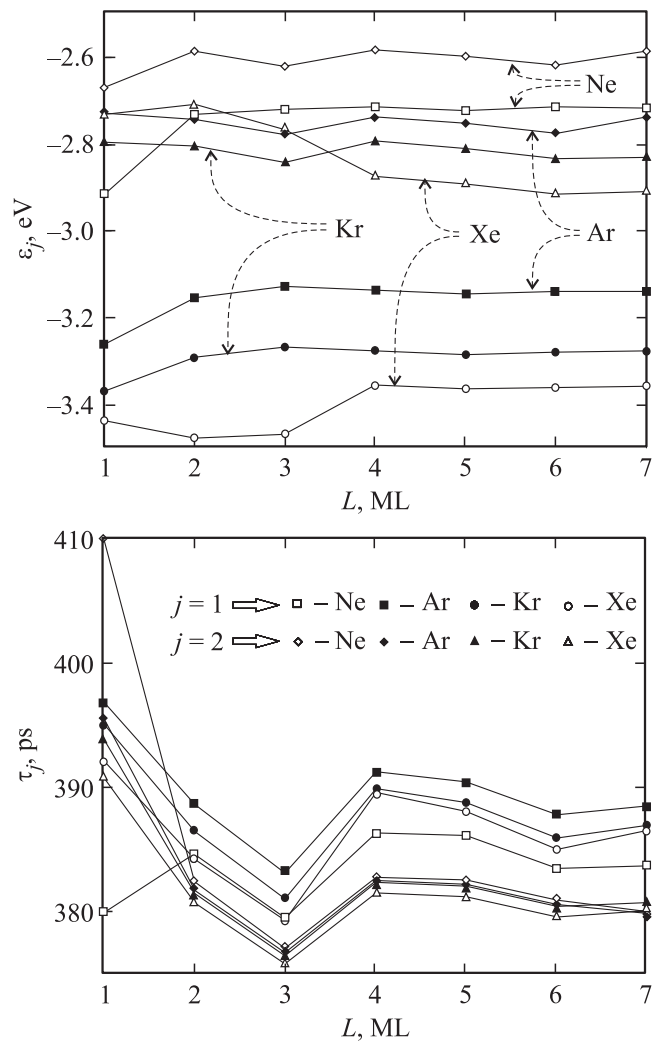 –2.6
Ne
–2.8
–3.0
Kr
Xe
Ar
εj, eV
–3.2
–3.4
1 2 3 4 5 6 7
L, ML
410
j = 1 – Ne – Ar – Kr – Xe
j = 2 – Ne – Ar – Kr – Xe
400
τj, ps
390
380
1 2 3 4 5 6 7
L, ML